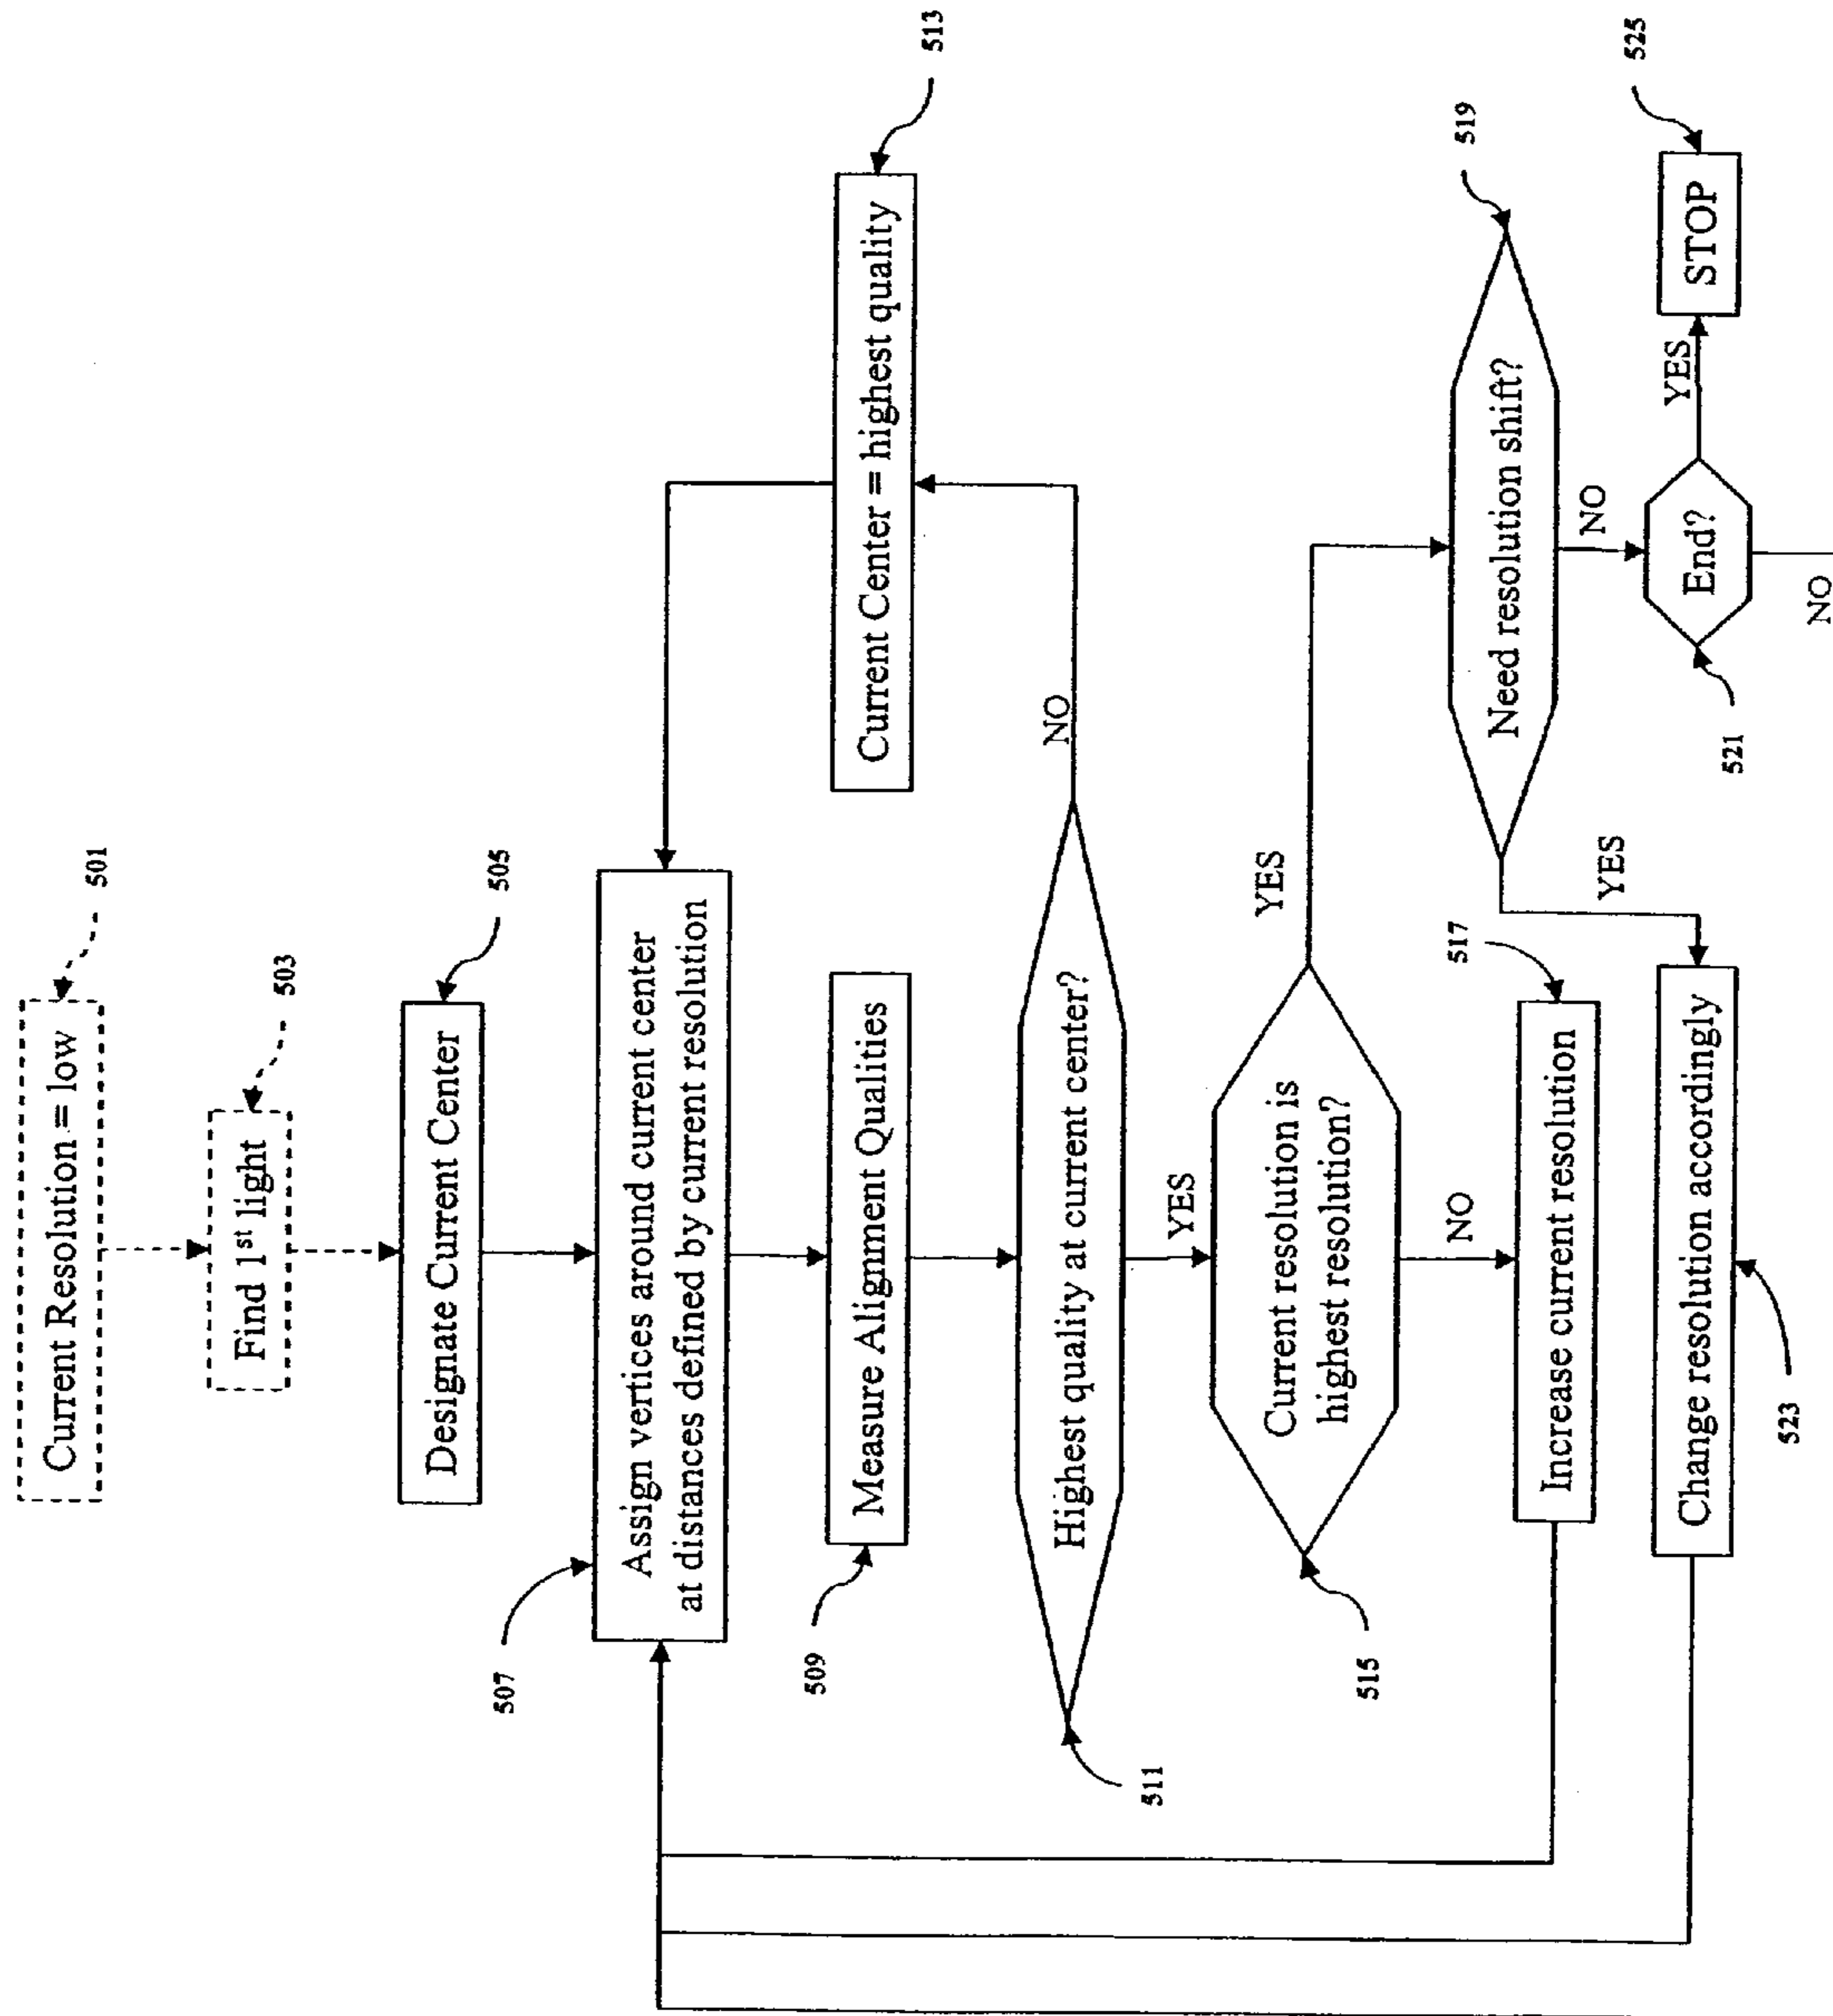 Current Resolution = low
501
Find 1st light
503
Designate Current Center
505
Assign vertices around current center
at distances defined by current resolution
507
Measure Alignment Qualities
509
Current Center = highest quality
513
Highest quality at current center?
511
NO
YES
Current resolution is
highest resolution?
515
YES
NO
Increase current resolution
517
Need resolution shift?
519
YES
NO
Change resolution accordingly
523
End?
521
YES
STOP
525
NO